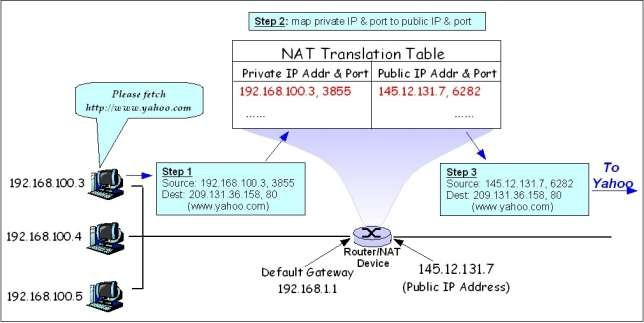 Step 2: map private IP & port to public IP & port
NAT Translation Table
Private IP Addr & Port
Public IP Addr & Port
192.168.100.3, 3855
145.12.131.7, 6282
......
......
Please fetch
http://www.yahoo.com
Step 1
Source: 192.168.100.3, 3855
Dest: 209.131.36.158, 80
(www.yahoo.com)
Step 3
Source: 145.12.131.7, 6282
Dest: 209.131.36.158, 80
(www.yahoo.com)
To
Yahoo
192.168.100.3
192.168.100.4
192.168.100.5
Router/NAT
Device
Default Gateway
192.168.1.1
145.12.131.7
(Public IP Address)